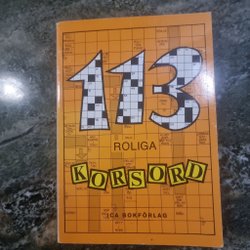 113
ROLIGA
KORSORD
ICA BOKFÖRLAG